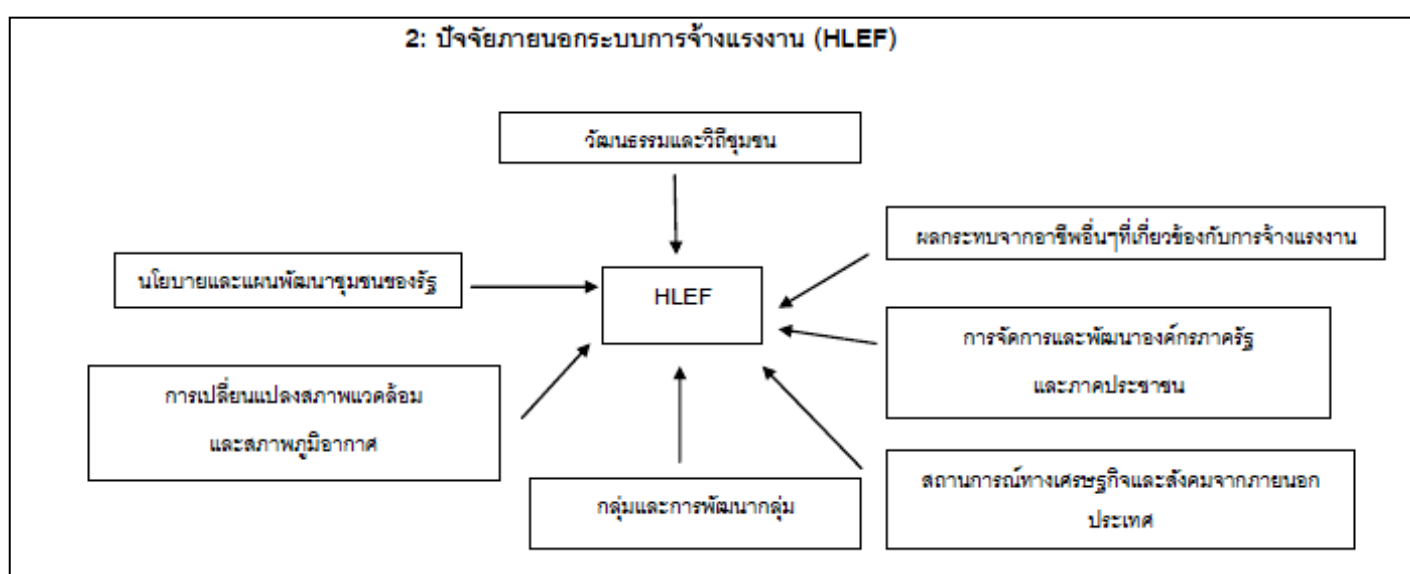 2: ปัจจัยภายนอกระบบการจ้างแรงงาน (HLEF)
วัฒนธรรมและวิถีชุมชน
ผลกระทบจากอาชีพอื่นๆที่เกี่ยวข้องกับการจ้างแรงงาน
นโยบายและแผนพัฒนาชุมชนของรัฐ
HLEF
การจัดการและพัฒนาองค์กรภาครัฐ
และภาคประชาชน
การเปลี่ยนแปลงสภาพแวดล้อม
และสภาพภูมิอากาศ
กลุ่มและการพัฒนากลุ่ม
สถานการณ์ทางเศรษฐกิจและสังคมจากภายนอก
ประเทศ